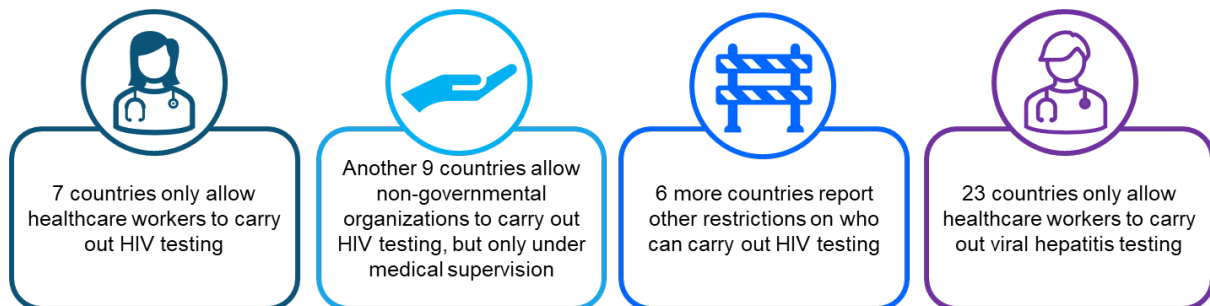 7 countries only allow
healthcare workers to carry
out HIV testing
Another 9 countries allow
non-governmental
organizations to carry out
HIV testing, but only under
medical supervision
6 more countries report
other restrictions on who
can carry out HIV testing
23 countries only allow
healthcare workers to carry
out viral hepatitis testing